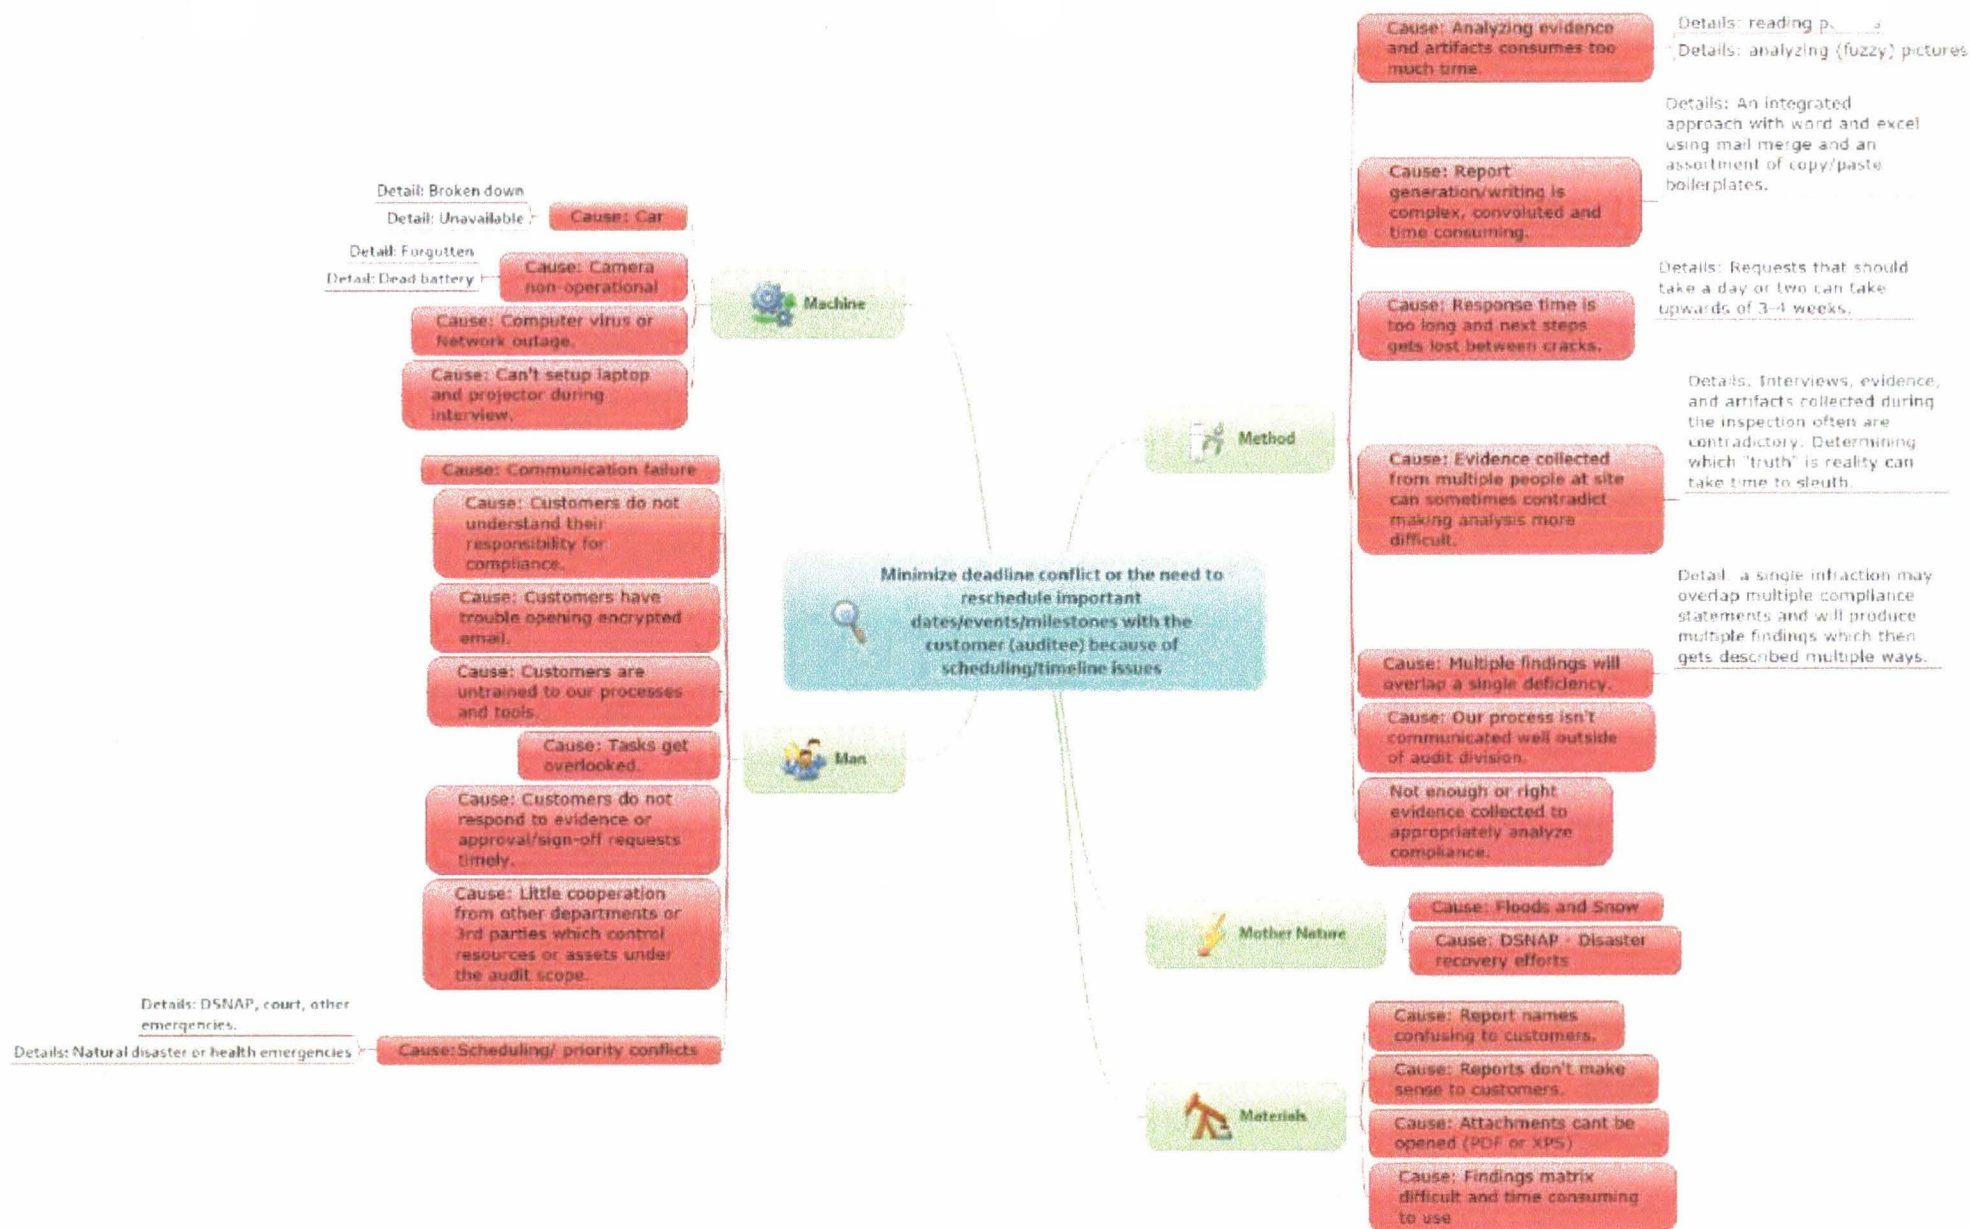 Detail: Broken down
Detail: Unavailable
Cause: Car
Detail: Forgutten
Detail: Dead battery
Cause: Camera
non-operational
Cause: Computer virus or
Network outage.
Cause: Can't setup laptop
and projector during
interview.
Machine
Cause: Communication failure
Cause: Customers do not
understand their
responsibility for
compliance.
Cause: Customers have
trouble opening encrypted
email.
Cause: Customers are
untrained to our processes
and tools.
Cause: Tasks get
overlooked.
Cause: Customers do not
respond to evidence or
approval/sign-off requests
timely.
Cause: Little cooperation
from other departments or
3rd parties which control
resources or assets under
the audit scope.
Details: DSNAP, court, other
emergencies.
Details: Natural disaster or health emergencies
Cause:Scheduling/ priority conflicts
Man
Minimize deadline conflict or the need to
reschedule important
dates/events/milestones with the
customer (auditee) because of
scheduling/timeline issues
Method
Cause: Analyzing evidence
and artifacts consumes too
much time.
Details: reading
Details: analyzing (fuzzy) pictures
Cause: Report
generation/writing is
complex, convoluted and
time consuming.
Details: An integrated
approach with word and excel
using mail merge and an
assortment of copy/paste
boilerplates.
Cause: Response time is
too long and next steps
gets lost between cracks.
Details: Requests that should
take a day or two can take
upwards of 3-4 weeks.
Cause: Evidence collected
from multiple people at site
can sometimes contradict
making analysis more
difficult.
Details: Interviews, evidence,
and artifacts collected during
the inspection often are
contradictory. Determining
which "truth" is reality can
take time to sleuth.
Cause: Multiple findings will
overlap a single deficiency.
Detail: a single infraction may
overlap multiple compliance
statements and will produce
multiple findings which then
gets described multiple ways.
Cause: Our process isn't
communicated well outside
of audit division.
Not enough or right
evidence collected to
appropriately analyze
compliance.
Mother Nature
Cause: Floods and Snow
Cause: DSNAP - Disaster
recovery efforts
Materials
Cause: Report names
confusing to customers.
Cause: Reports don't make
sense to customers.
Cause: Attachments cant be
opened (PDF or XPS)
Cause: Findings matrix
difficult and time consuming
to use